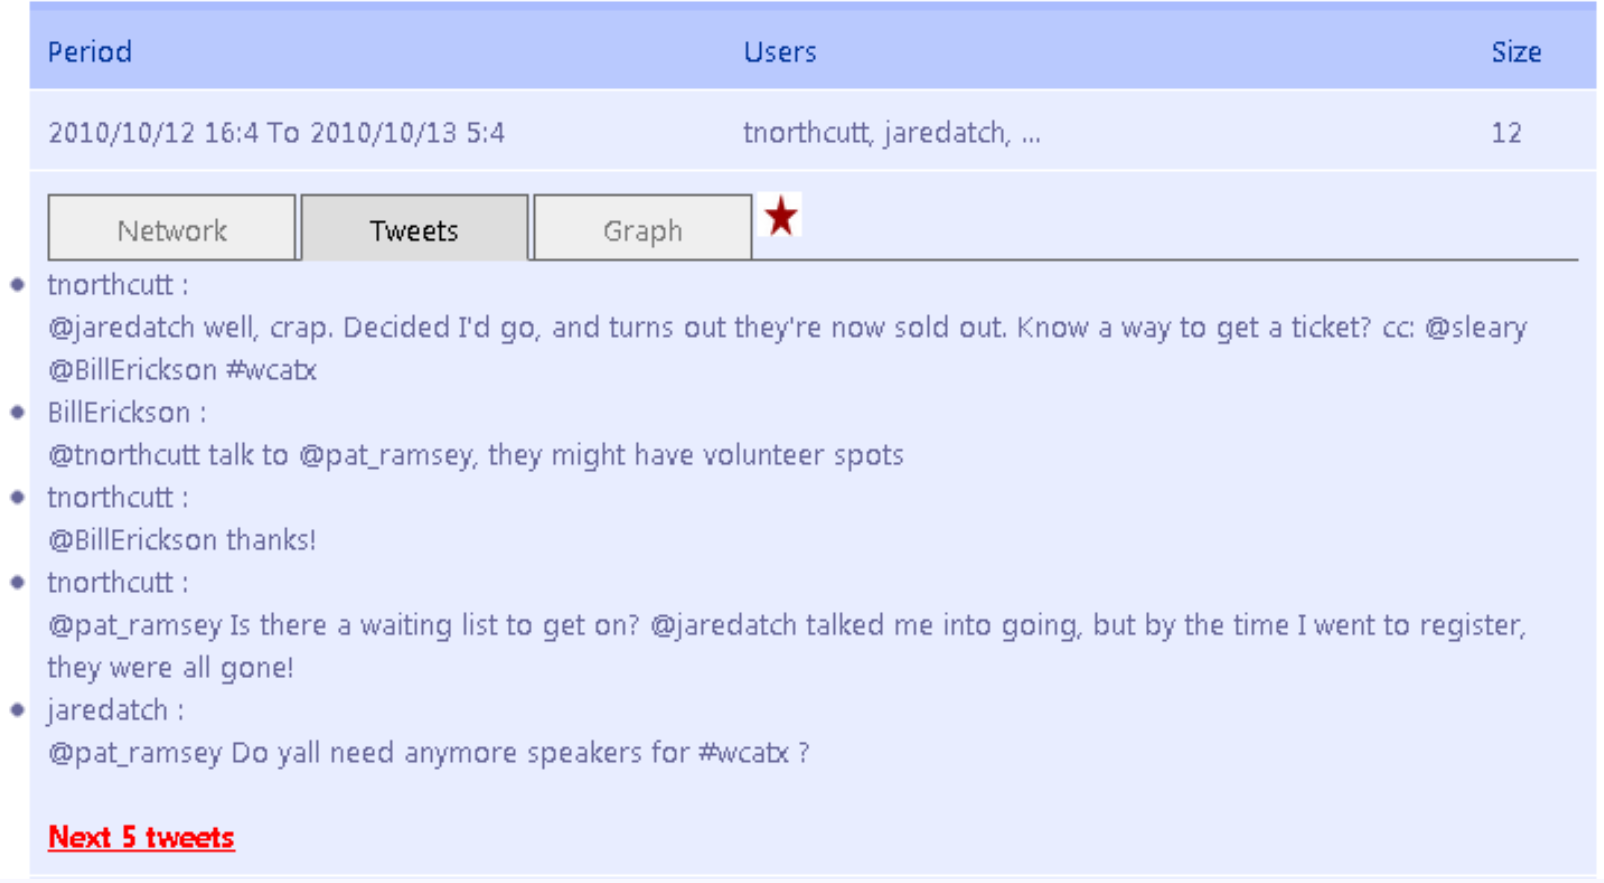 Period Users Size
2010/10/12 16:4 To 2010/10/13 5:4 tnorthcutt, jaredatch, ... 12
Network Tweets Graph
tnorthcutt :
@jaredatch well, crap. Decided I'd go, and turns out they're now sold out. Know a way to get a ticket? cc: @sleary
@BillErickson #wcatx
BillErickson :
@tnorthcutt talk to @pat_ramsey, they might have volunteer spots
tnorthcutt :
@BillErickson thanks!
tnorthcutt :
@pat_ramsey Is there a waiting list to get on? @jaredatch talked me into going, but by the time I went to register,
they were all gone!
jaredatch :
@pat_ramsey Do yall need anymore speakers for #wcatx ?
Next 5 tweets